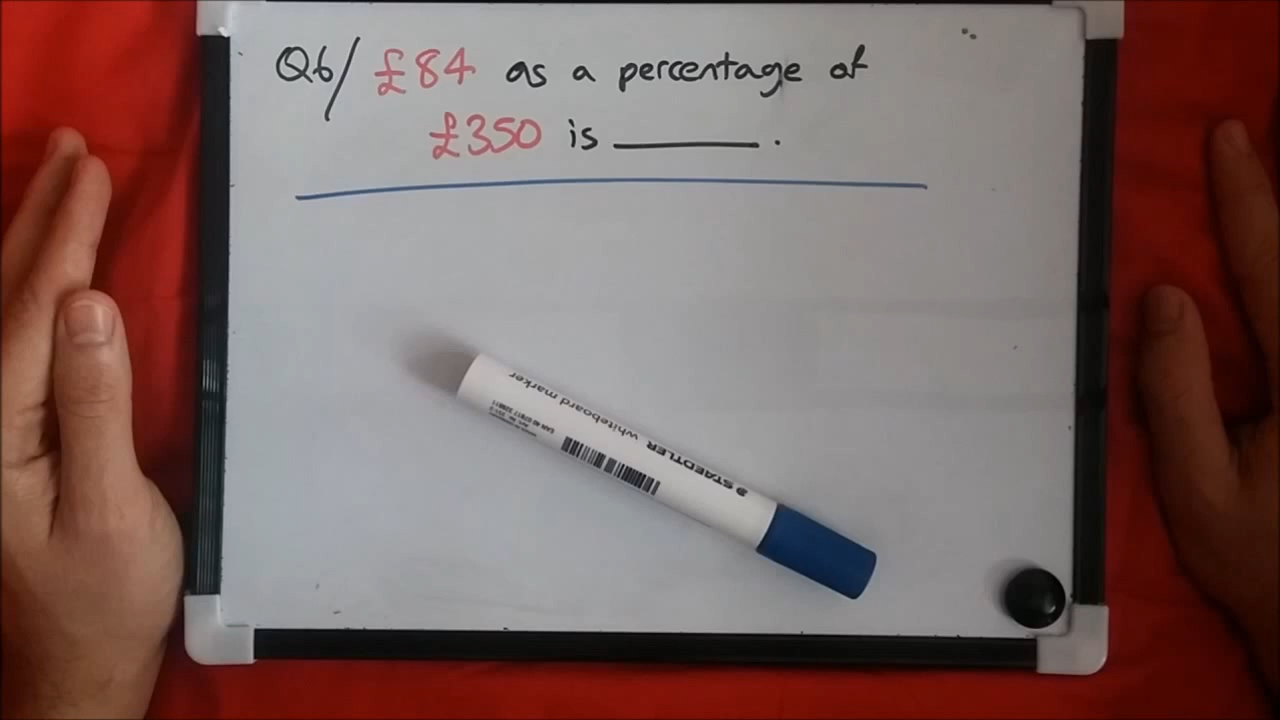 Q6/ £84 as a percentage of
£350 is ______.
STAEDTLER whiteboard marker